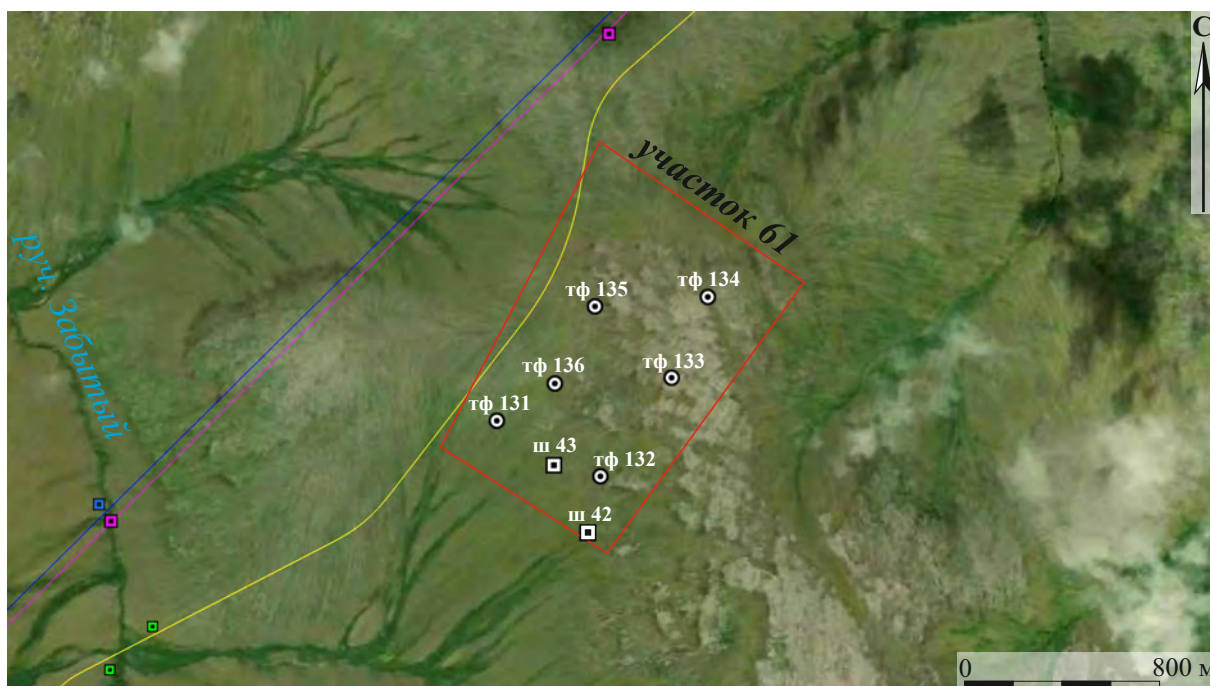 С
участок 61
тф 134
тф 135
руч. Забытый
тф 133
тф 136
тф 131
ш 43
тф 132
ш 42
0 800 м